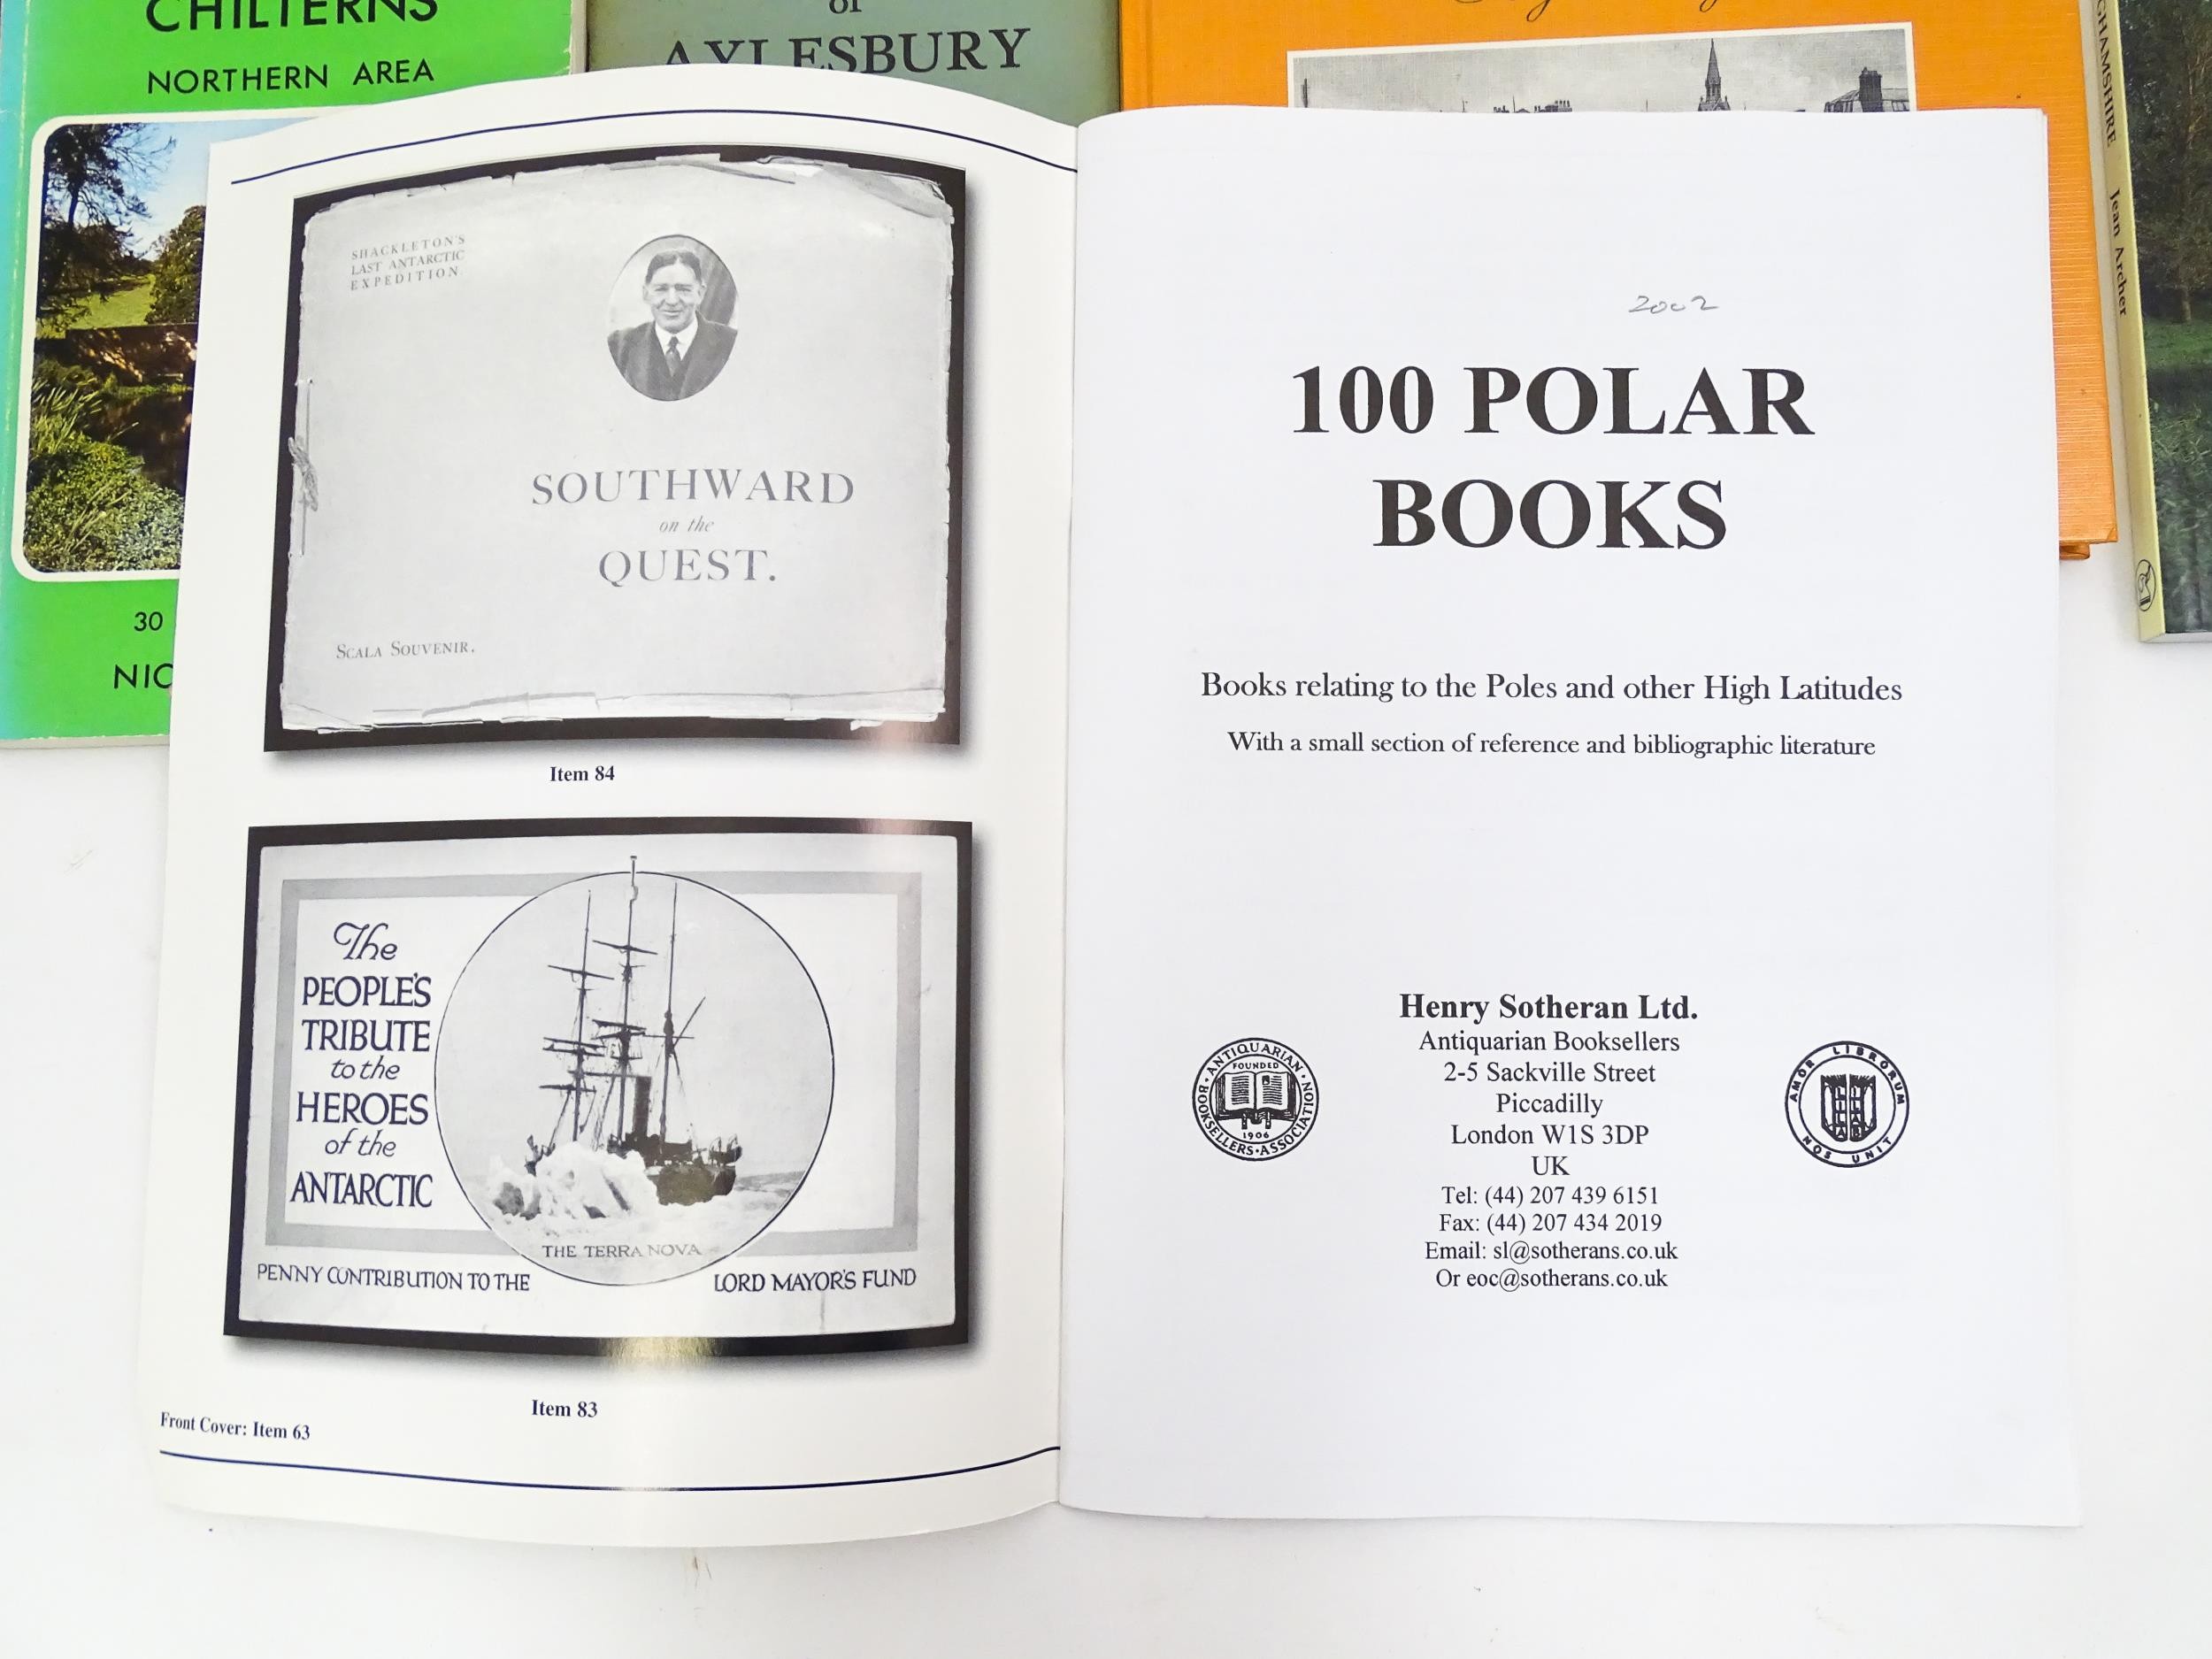 CHILTERNS
NORTHERN AREA
30
NIC
of
AYLESBURY
GHAMSHIRE Jean Archer
SHACKLETON'S
LAST ANTARCTIC
EXPEDITION
SOUTHWARD
on the
QUEST.
SCALA SOUVENIR.
Item 84
The
PEOPLE'S
TRIBUTE
to the
HEROES
of the
ANTARCTIC
THE TERRA NOVA
PENNY CONTRIBUTION TO THE LORD MAYOR'S FUND
Item 83
Front Cover: Item 63
2002
100 POLAR
BOOKS
Books relating to the Poles and other High Latitudes
With a small section of reference and bibliographic literature
Henry Sotheran Ltd.
Antiquarian Booksellers
2-5 Sackville Street
Piccadilly
London W1S 3DP
UK
Tel: (44) 207 439 6151
Fax: (44) 207 434 2019
Email: sl@sotherans.co.uk
Or eoc@sotherans.co.uk
ANTIQUARIAN BOOKSELLERS ASSOCIATION
FOUNDED
1906
AMOR LIBRORUM NOS UNIT